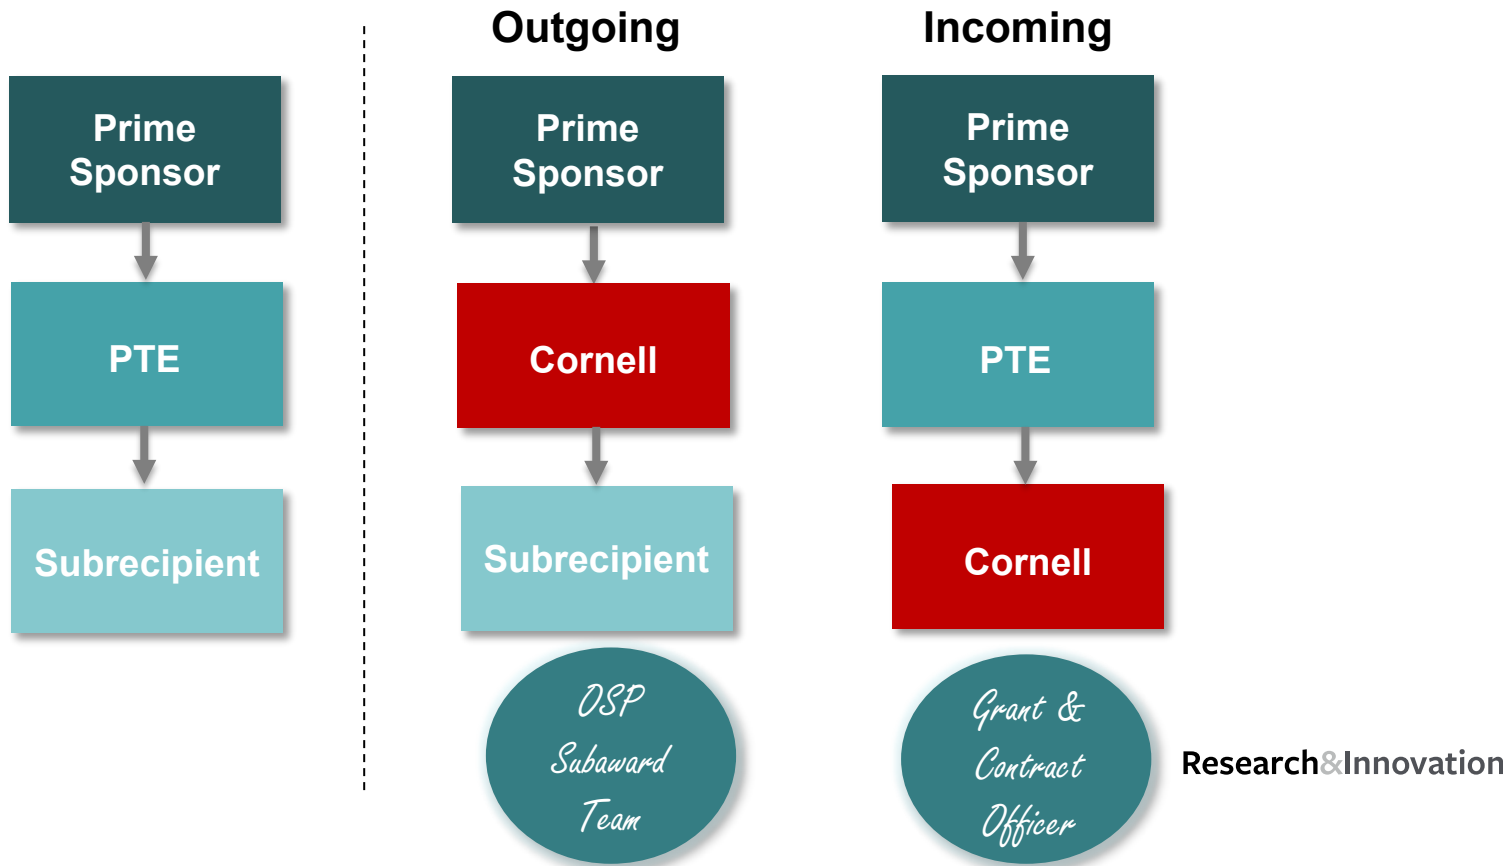 Outgoing
Incoming
Prime
Sponsor
PTE
Subrecipient
Prime
Sponsor
Cornell
Subrecipient
OSP
Subaward
Team
Prime
Sponsor
PTE
Cornell
Grant &
Contract
Officer
Research&Innovation